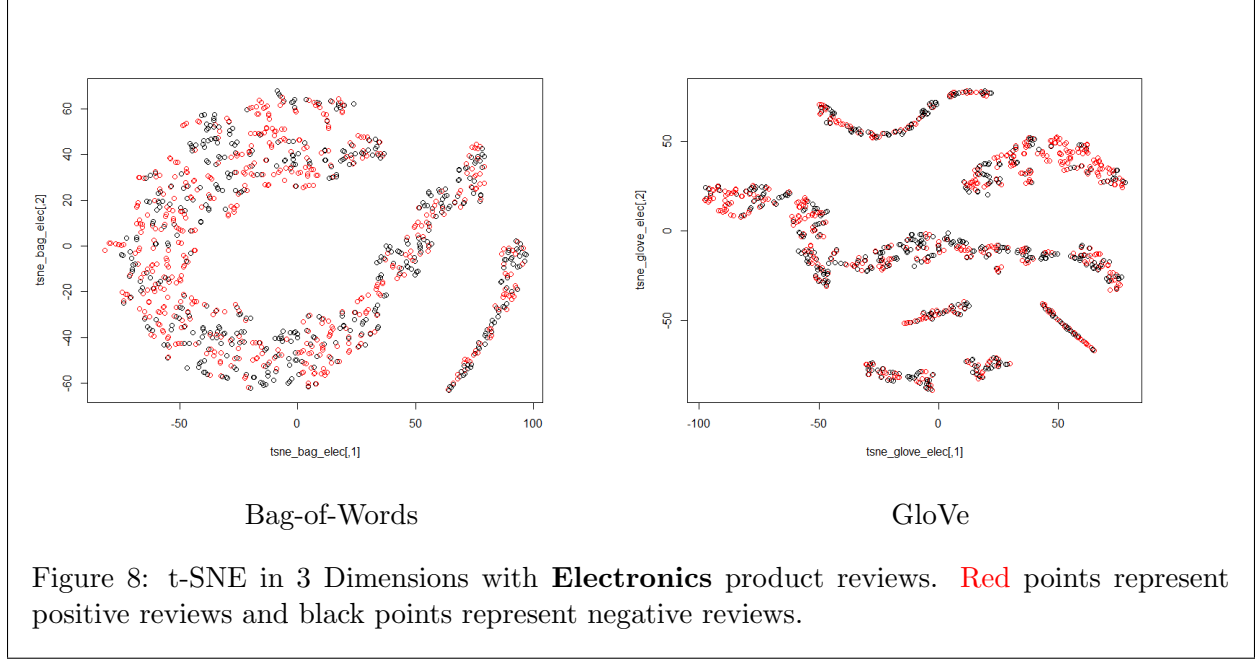 60
40
20
0
-20
-40
-60
tsne_bag_elec[,2]
-50
0
50
100
tsne_bag_elec[,1]
50
0
-50
tsne_glove_elec[,2]
-100
-50
0
50
tsne_glove_elec[,1]
Bag-of-Words
GloVe
Figure 8: t-SNE in 3 Dimensions with Electronics product reviews. Red points represent
positive reviews and black points represent negative reviews.